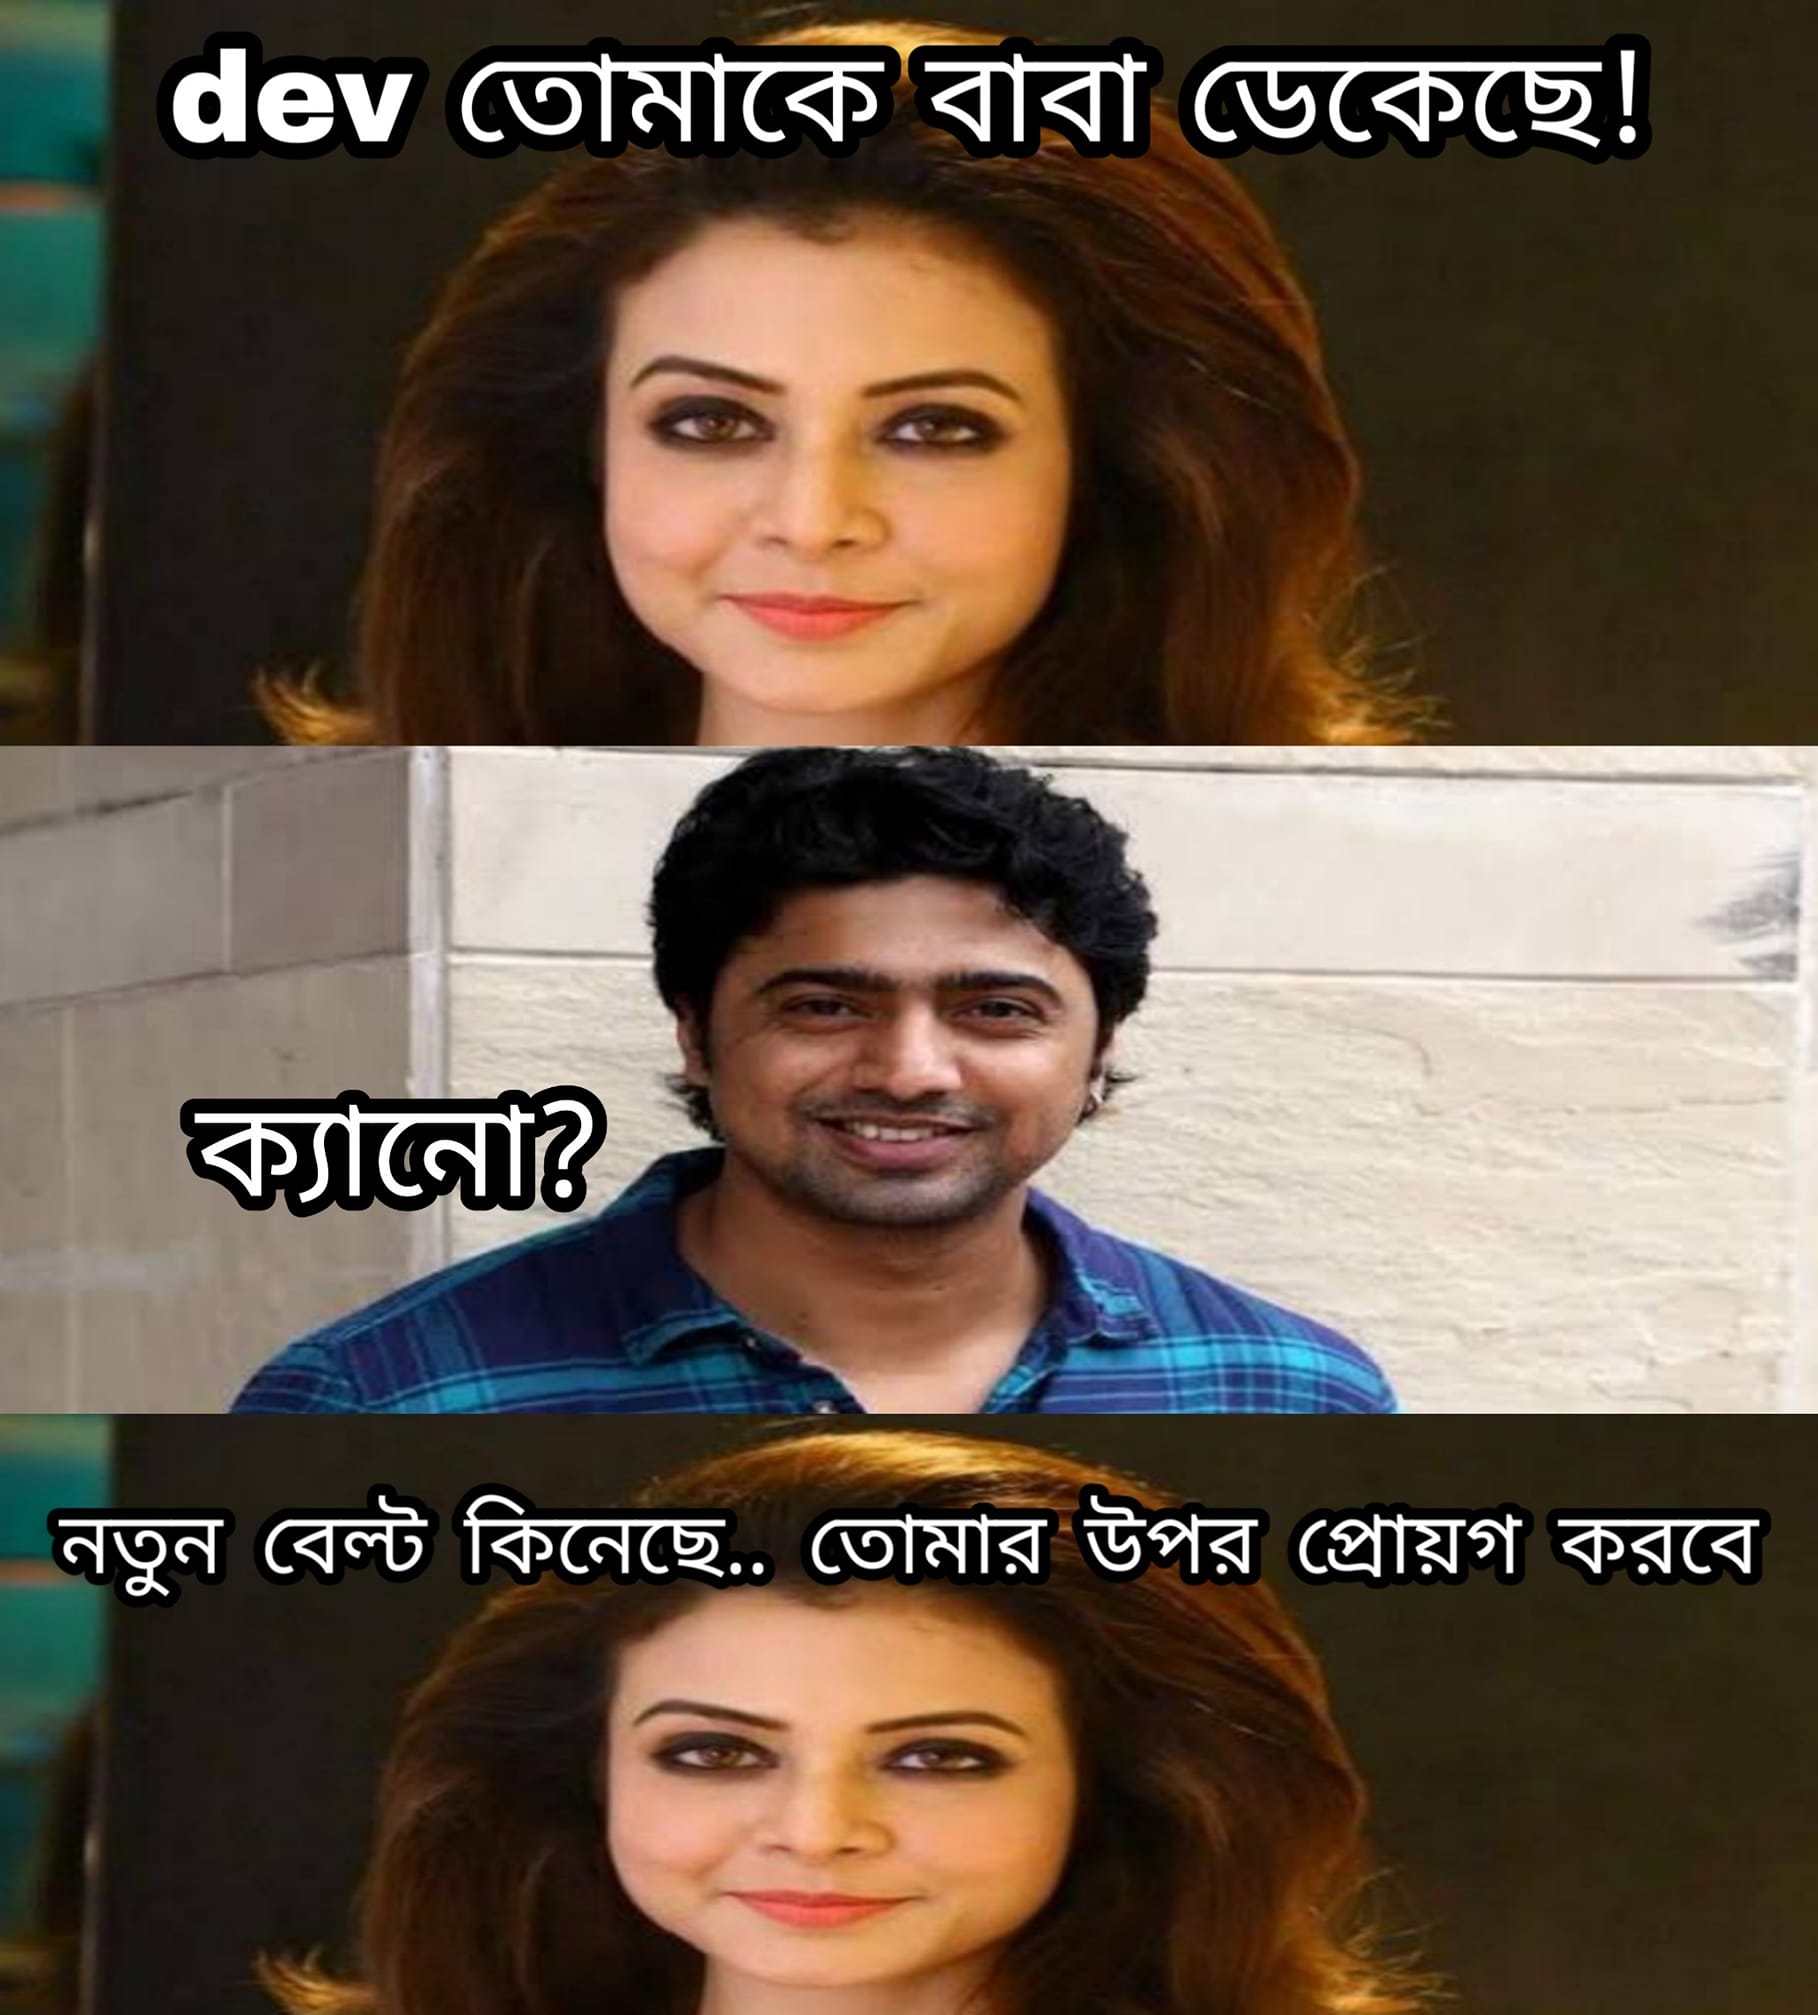 dev তোমাকে বাবা ডেকেছে!
ক্যানো?
নতুন বেল্ট কিনেছে.. তোমার উপর প্রোয়গ করবে